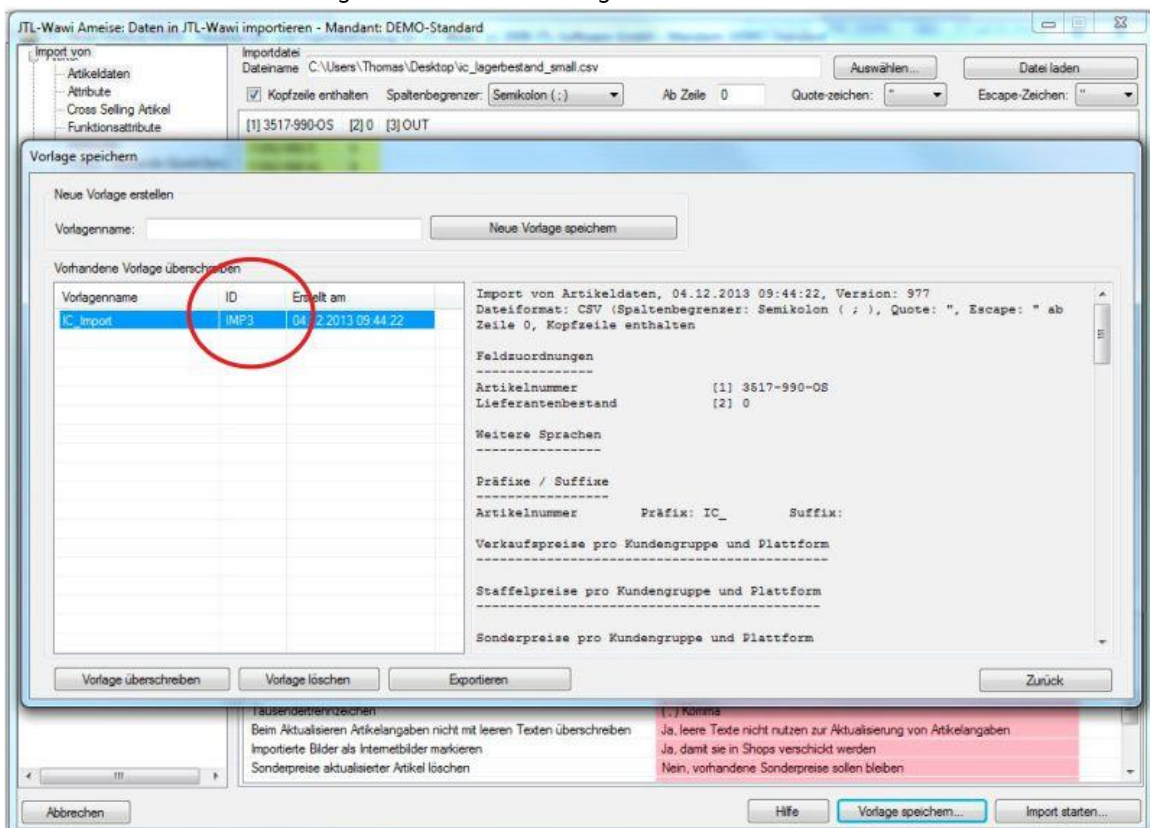 JTL-Wawi Ameise: Daten in JTL-Wawi importieren - Mandant: DEMO-Standard
Import von
Artikeldaten
Attribute
Cross Selling Artikel
Funktionsattribute
Importdatei
Dateiname C:\Users\Thomas\Desktop\ic_lagerbestand_small.csv Auswählen... Datei laden
Kopfzeile enthalten Spaltenbegrenzer: Semikolon ( ; ) Ab Zeile 0 Quote-zeichen: " Escape-Zeichen: "
[1] 3517-990-OS [2] 0 [3] OUT
Vorlage speichern
Neue Vorlage erstellen
Vorlagenname: Neue Vorlage speichern
Vorhandene Vorlage überschreiben
Vorlagenname ID Erstellt am
IC_Import IMP3 04.12.2013 09:44:22
Import von Artikeldaten, 04.12.2013 09:44:22, Version: 977
Dateiformat: CSV (Spaltenbegrenzer: Semikolon ( ; ), Quote: ", Escape: " ab
Zeile 0, Kopfzeile enthalten
Feldzuordnungen
---------------
Artikelnummer [1] 3517-990-OS
Lieferantenbestand [2] 0
Weitere Sprachen
----------------
Präfixe / Suffixe
-----------------
Artikelnummer Präfix: IC_ Suffix:
Verkaufspreise pro Kundengruppe und Plattform
---------------------------------------------
Staffelpreise pro Kundengruppe und Plattform
--------------------------------------------
Sonderpreise pro Kundengruppe und Plattform
Vorlage überschreiben Vorlage löschen Exportieren Zurück
Tausendertrennzeichen ( , ) Komma
Beim Aktualisieren Artikelangaben nicht mit leeren Texten überschreiben Ja, leere Texte nicht nutzen zur Aktualisierung von Artikelangaben
Importierte Bilder als Internetbilder markieren Ja, damit sie in Shops verschickt werden
Sonderpreise aktualisierter Artikel löschen Nein, vorhandene Sonderpreise sollen bleiben
Abbrechen Hilfe Vorlage speichern... Import starten...